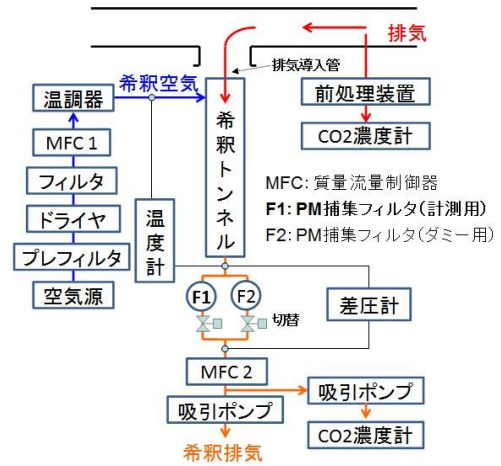 排気
排気導入管
希釈空気
温調器
前処理装置
CO2濃度計
MFC 1
希釈トンネル
フィルタ
MFC: 質量流量制御器
F1: PM捕集フィルタ(計測用)
F2: PM捕集フィルタ(ダミー用)
ドライヤ
温度計
プレフィルタ
空気源
F1
F2
切替
差圧計
MFC 2
吸引ポンプ
吸引ポンプ
CO2濃度計
希釈排気